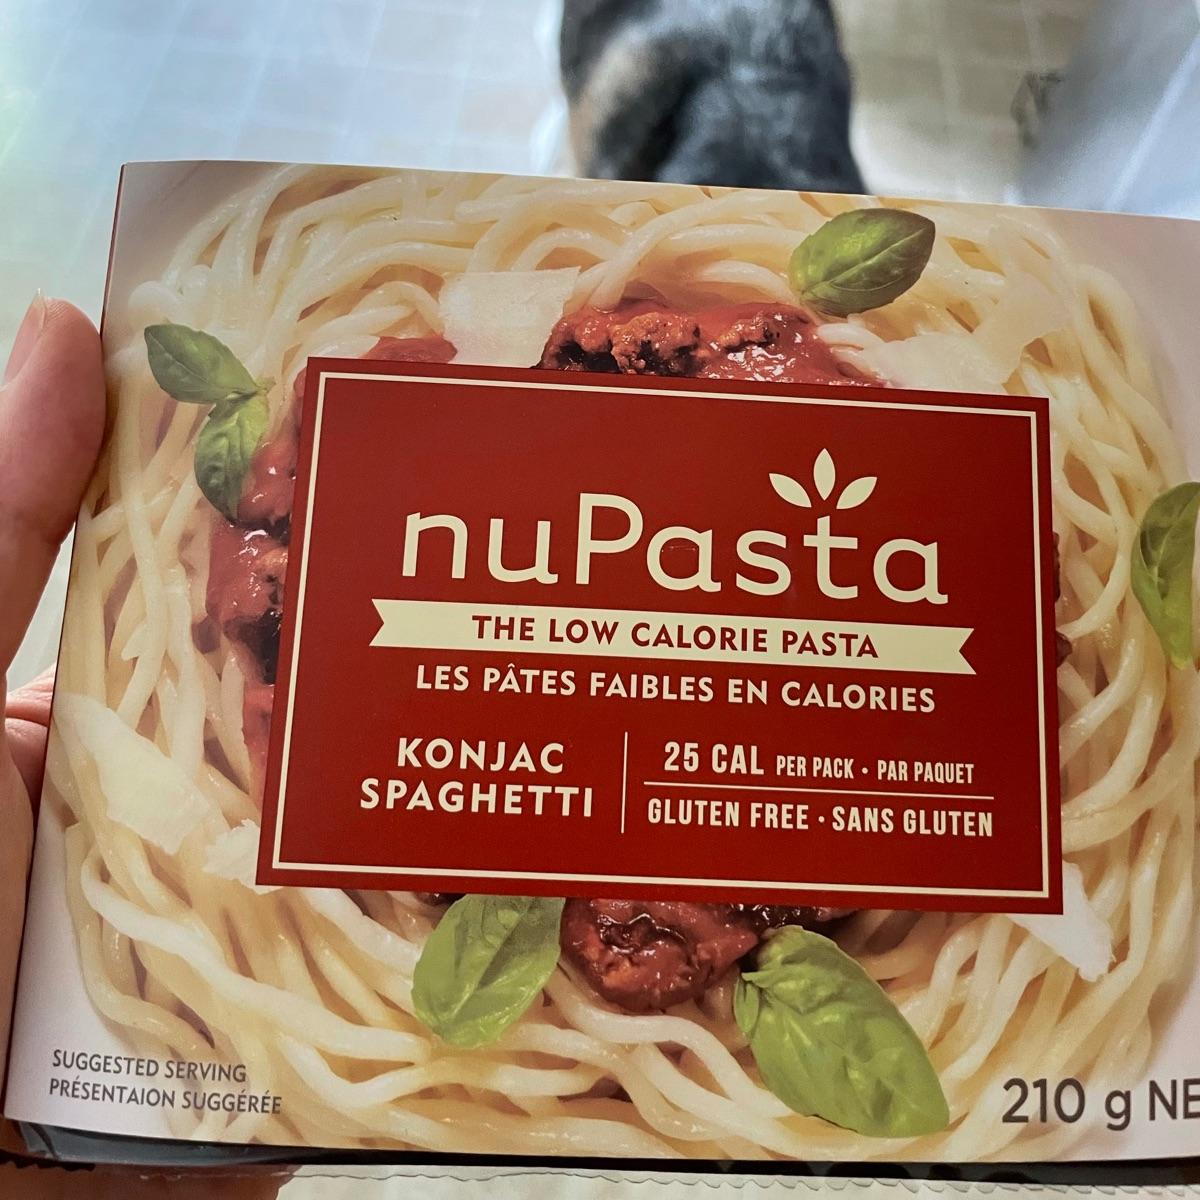 nuPasta
THE LOW CALORIE PASTA
LES PÂTES FAIBLES EN CALORIES
KONJAC
SPAGHETTI
25 CAL PER PACK • PAR PAQUET
GLUTEN FREE • SANS GLUTEN
SUGGESTED SERVING
PRÉSENTAION SUGGÉRÉE
210 g NE